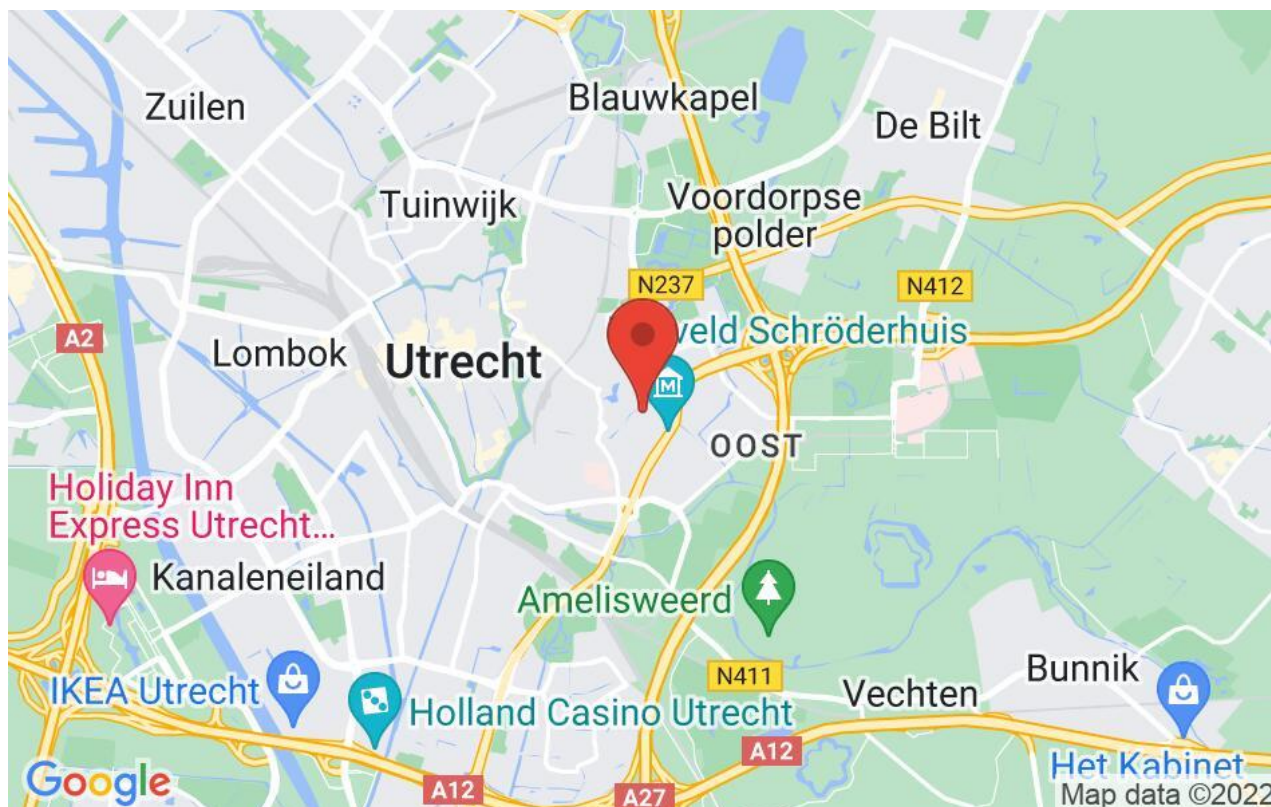 Zuilen
Blauwkapel
De Bilt
Tuinwijk
Voordorpse
polder
N237
N412
A2
veld Schröderhuis
Lombok
Utrecht
OOST
Holiday Inn
Express Utrecht...
Kanaleneiland
Amelisweerd
N411
Bunnik
IKEA Utrecht
Vechten
Holland Casino Utrecht
A12
Het Kabinet
Google
A12
A27
Map data ©2022